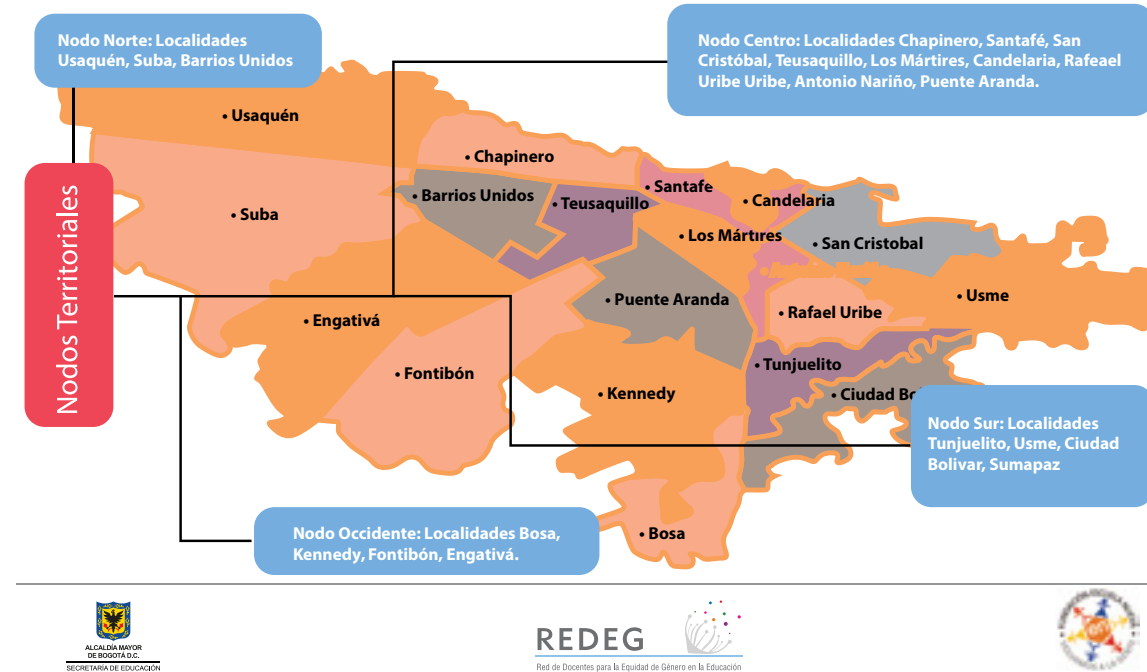 Nodo Norte: Localidades
Usaquén, Suba, Barrios Unidos
Nodo Centro: Localidades Chapinero, Santafé, San
Cristóbal, Teusaquillo, Los Mártires, Candelaria, Rafeael
Uribe Uribe, Antonio Nariño, Puente Aranda.
Nodos Territoriales
• Usaquén
• Chapinero
• Barrios Unidos
• Santafe
• Teusaquillo
• Candelaria
• Suba
• Los Mártires
• San Cristobal
• Puente Aranda
• Usme
• Engativá
• Rafael Uribe
• Fontibón
• Tunjuelito
• Kennedy
• Ciudad Bo
Nodo Sur: Localidades
Tunjuelito, Usme, Ciudad
Bolivar, Sumapaz
Nodo Occidente: Localidades Bosa,
Kennedy, Fontibón, Engativá.
• Bosa
ALCALDÍA MAYOR
DE BOGOTÁ D.C.
SECRETARÍA DE EDUCACIÓN
REDEG
Red de Docentes para la Equidad de Género en la Educación